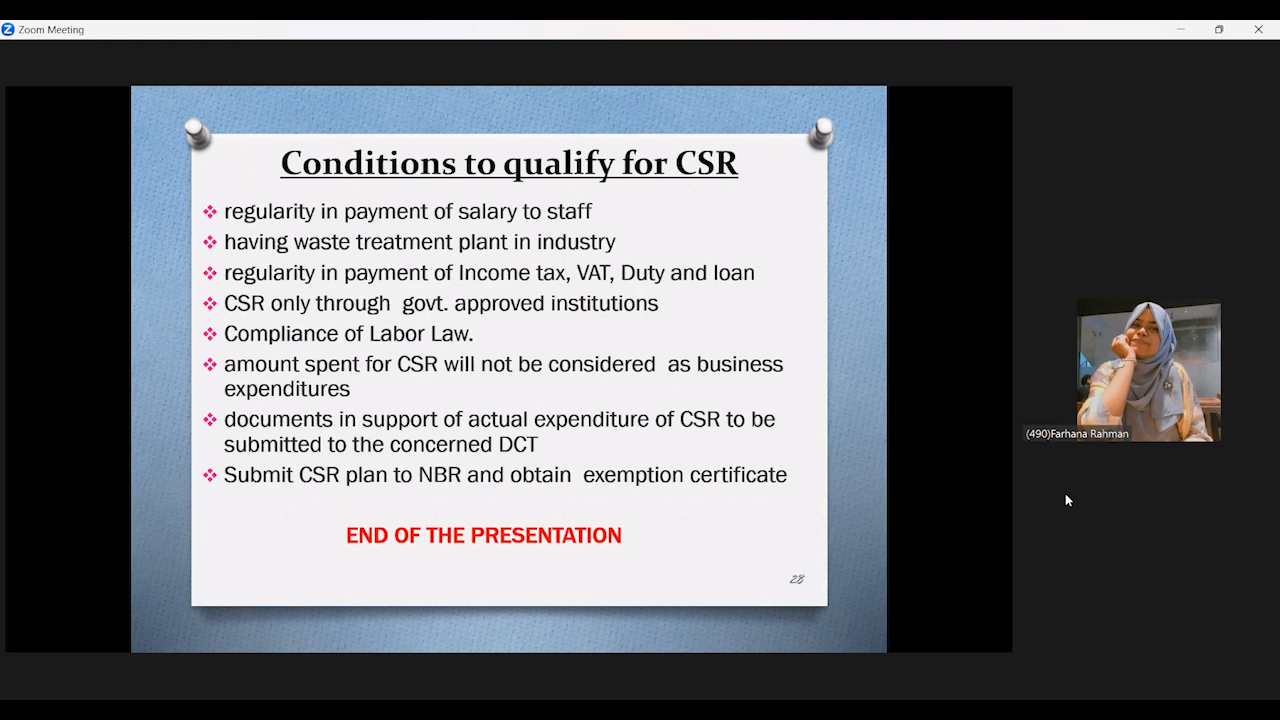 Zoom Meeting
Conditions to qualify for CSR
regularity in payment of salary to staff
having waste treatment plant in industry
regularity in payment of Income tax, VAT, Duty and loan
CSR only through govt. approved institutions
Compliance of Labor Law.
amount spent for CSR will not be considered as business
expenditures
documents in support of actual expenditure of CSR to be
submitted to the concerned DCT
Submit CSR plan to NBR and obtain exemption certificate
END OF THE PRESENTATION
28
(490)Farhana Rahman